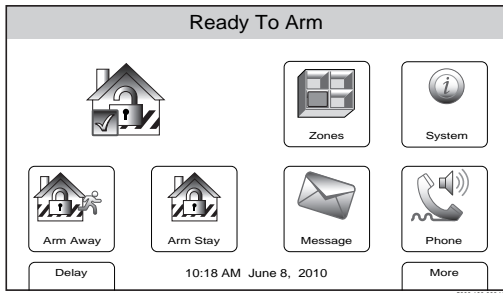 Ready To Arm
Zones
System
Arm Away
Arm Stay
Message
Phone
Delay
10:18 AM June 8, 2010
More